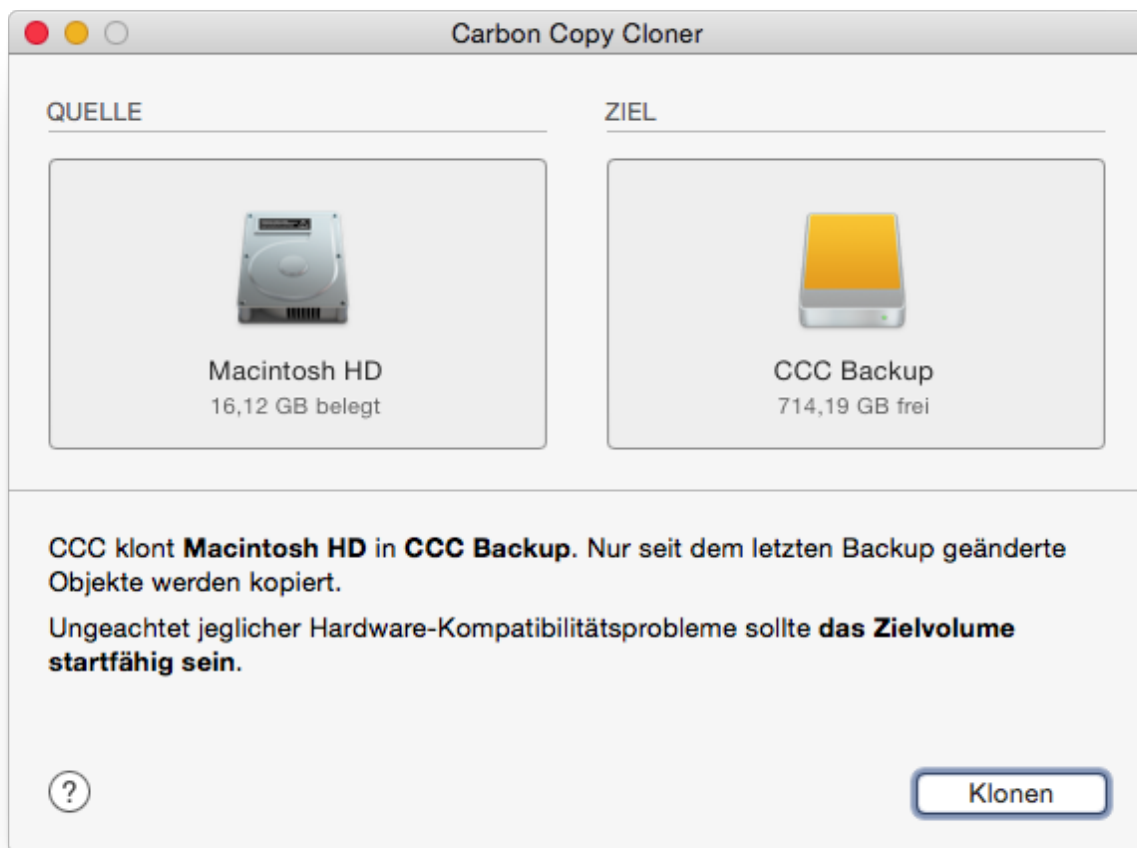 Carbon Copy Cloner
QUELLE
ZIEL
Macintosh HD
16,12 GB belegt
CCC Backup
714,19 GB frei
CCC klont Macintosh HD in CCC Backup. Nur seit dem letzten Backup geänderte
Objekte werden kopiert.
Ungeachtet jeglicher Hardware-Kompatibilitätsprobleme sollte das Zielvolume
startfähig sein.
?
Klonen